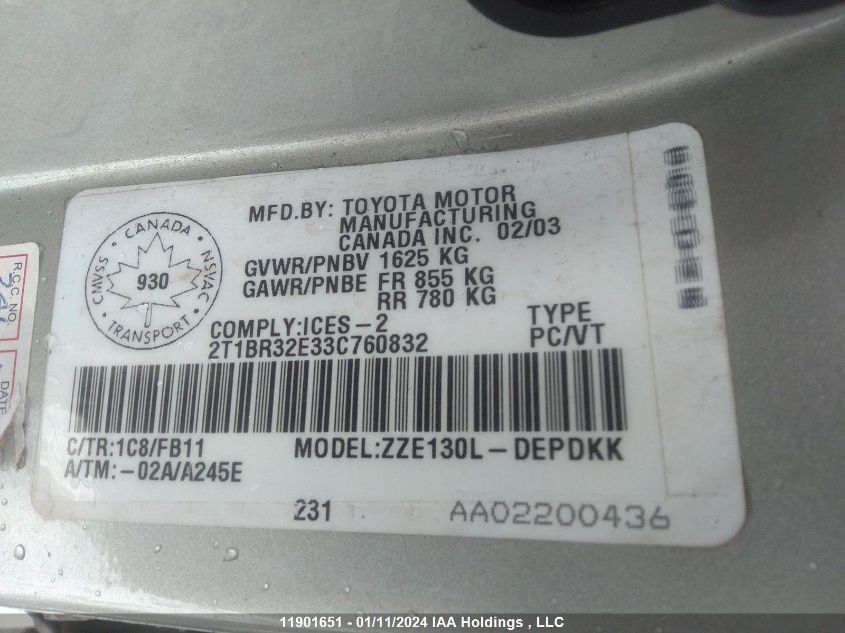 MFD.BY: TOYOTA MOTOR
MANUFACTURING
CANADA INC. 02/03
GVWR/PNBV 1625 KG
GAWR/PNBE FR 855 KG
RR 780 KG
CANADA
CMVSS
NSVAC
930
TRANSPORT
COMPLY:ICES-2
2T1BR32E33C760832
TYPE
PC/VT
C/TR:1C8/FB11
A/TM:-02A/A245E
MODEL:ZZE130L-DEPDKK
231
AA02200436
R.C.C. NO.
DATE
11901651 - 01/11/2024 IAA Holdings , LLC